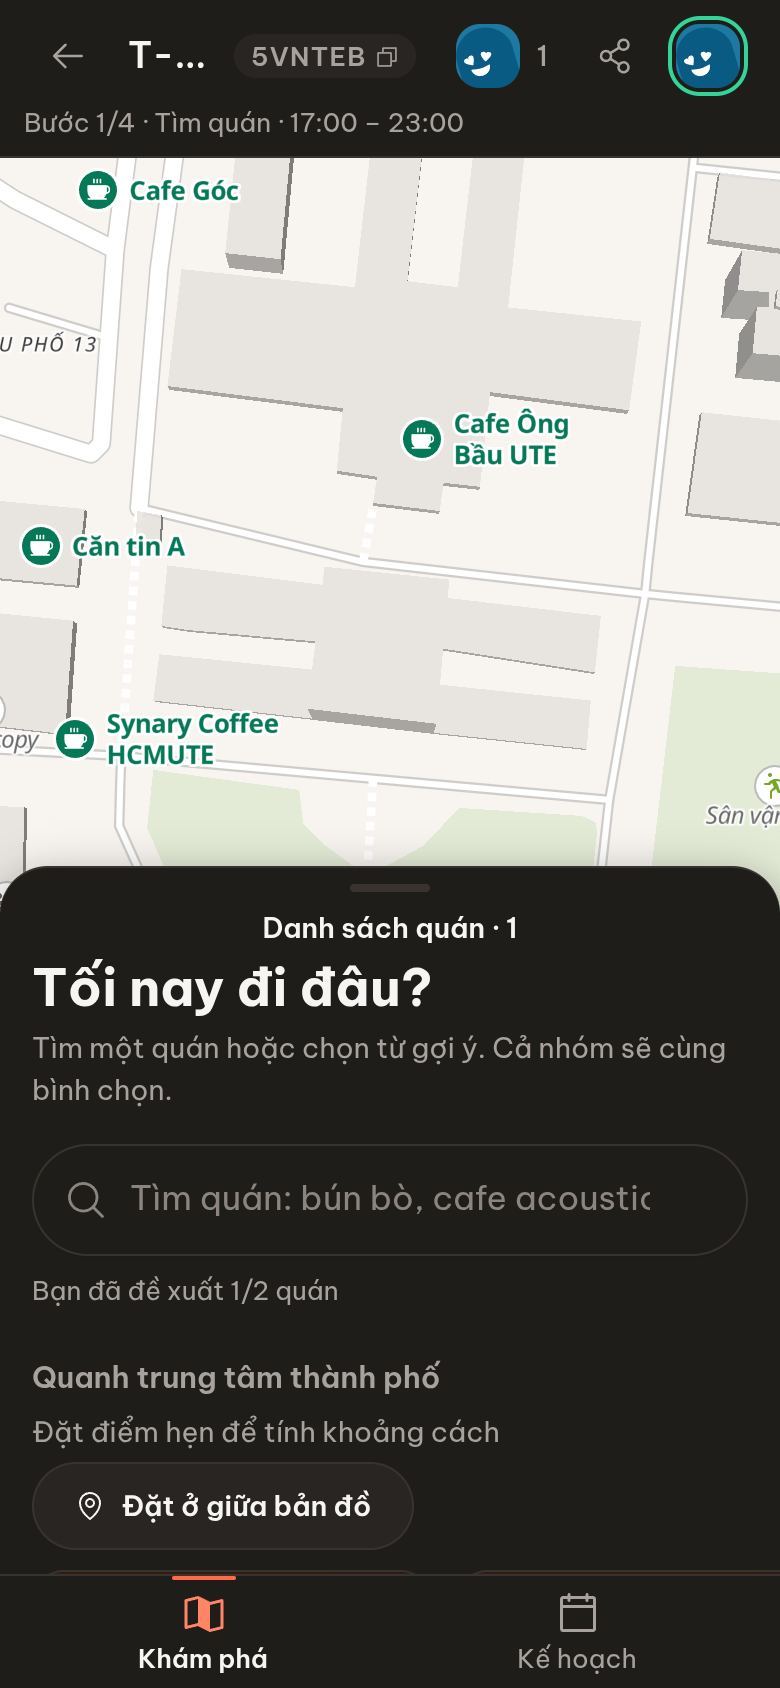 T-...
5VNTEB
1
Bước 1/4 · Tìm quán · 17:00 – 23:00
Cafe Góc
U PHỐ 13
Cafe Ông
Bầu UTE
Căn tin A
Synary Coffee
HCMUTE
copy
Sân vận
Danh sách quán · 1
Tối nay đi đâu?
Tìm một quán hoặc chọn từ gợi ý. Cả nhóm sẽ cùng
bình chọn.
Tìm quán: bún bò, cafe acoustic
Bạn đã đề xuất 1/2 quán
Quanh trung tâm thành phố
Đặt điểm hẹn để tính khoảng cách
Đặt ở giữa bản đồ
Khám phá
Kế hoạch